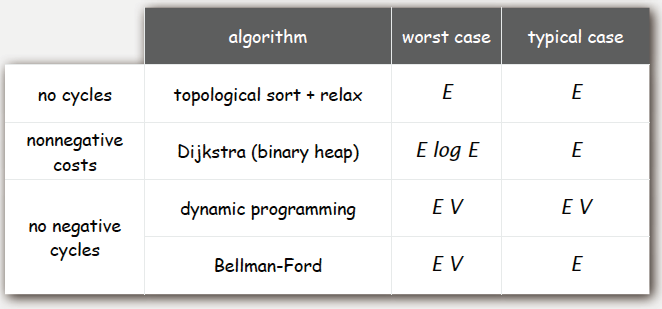 algorithm worst case typical case
no cycles topological sort + relax E E
nonnegative
costs Dijkstra (binary heap) E log E E
no negative
cycles
dynamic programming E V E V
Bellman-Ford E V E